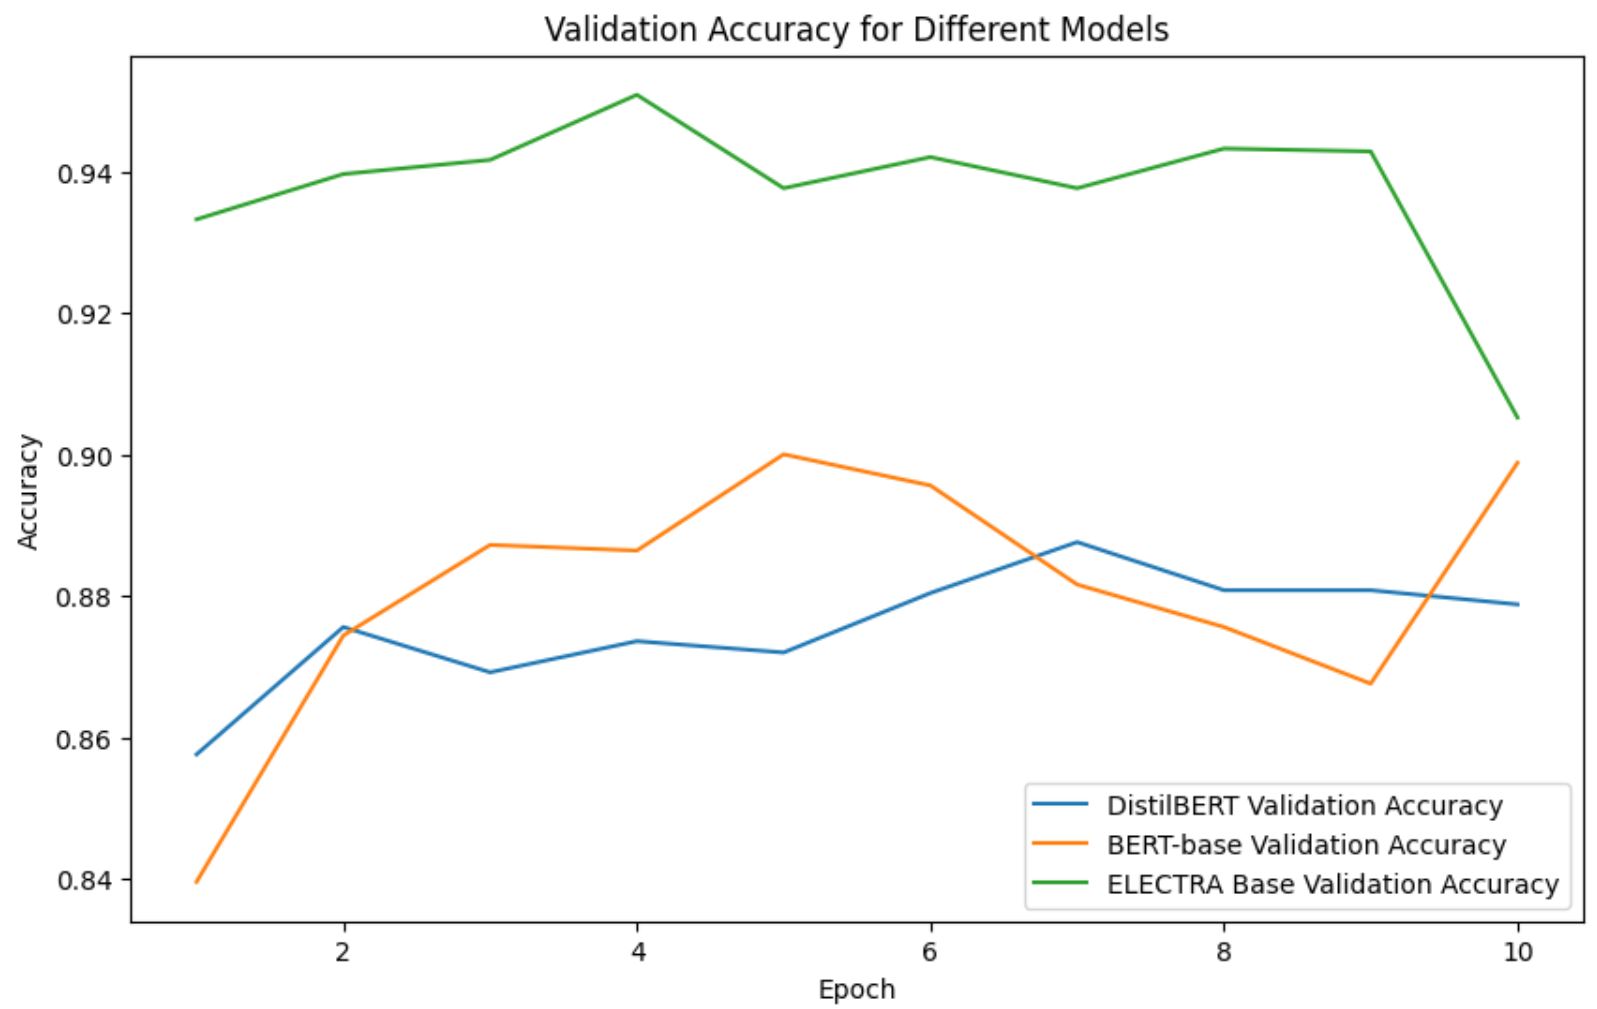 Validation Accuracy for Different Models
0.94
0.92
0.90
0.88
0.86
0.84
Accuracy
DistilBERT Validation Accuracy
BERT-base Validation Accuracy
ELECTRA Base Validation Accuracy
2 4 6 8 10
Epoch